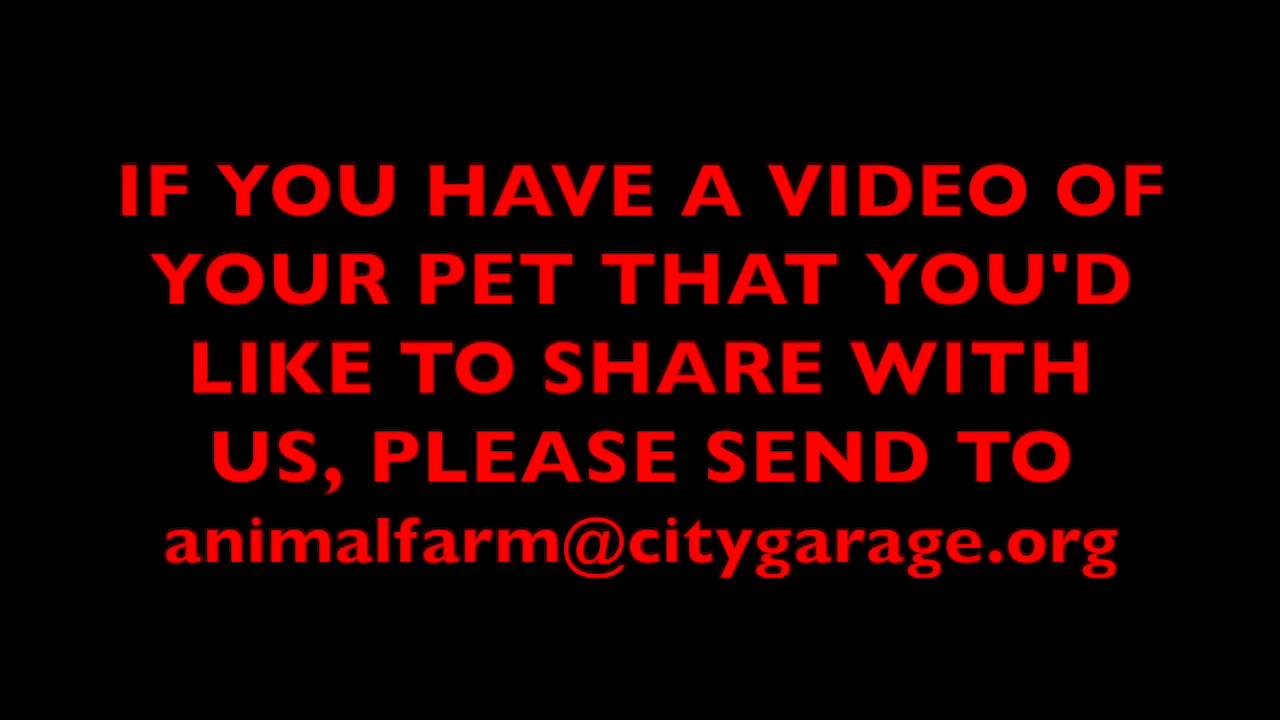 IF YOU HAVE A VIDEO OF
YOUR PET THAT YOU'D
LIKE TO SHARE WITH
US, PLEASE SEND TO
animalfarm@citygarage.org